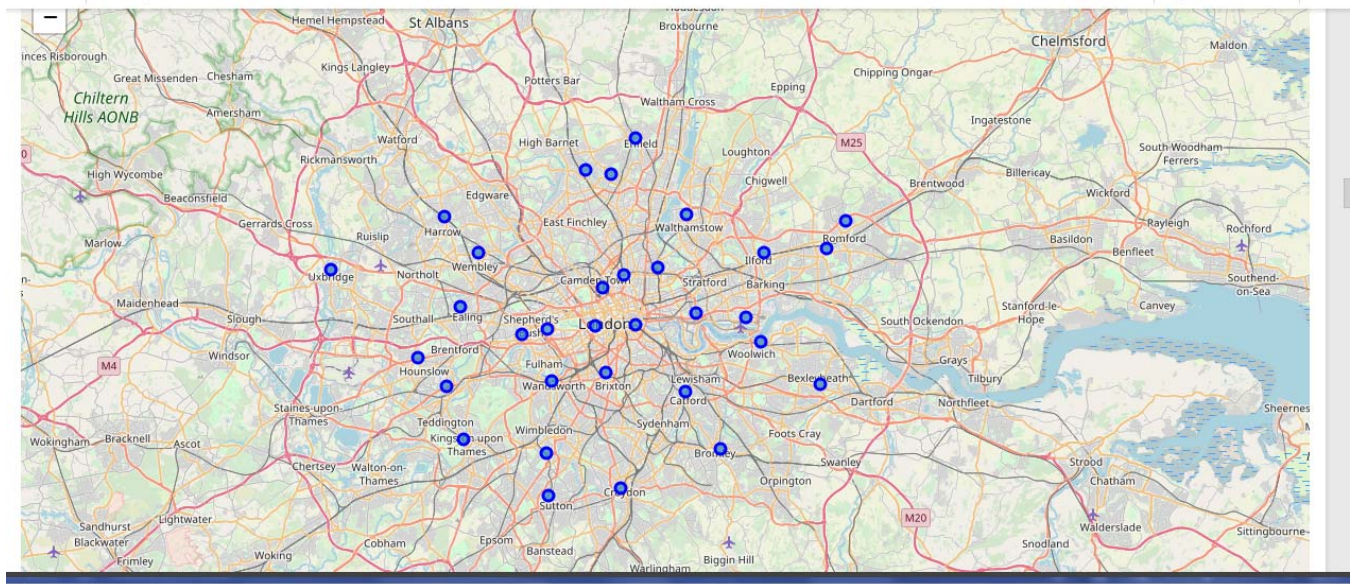 Hemel Hempstead
St Albans
Broxbourne
Chelmsford
Maldon
inces Risborough
Great Missenden
Chesham
Kings Langley
Potters Bar
Waltham Cross
Epping
Chipping Ongar
Chiltern
Hills AONB
Amersham
Ingatestone
Watford
High Barnet
Enfield
Loughton
M25
South Woodham
Ferrers
Rickmansworth
High Wycombe
Beaconsfield
Edgware
Chigwell
Brentwood
Billericay
Wickford
Gerrards Cross
Ruislip
Harrow
East Finchley
Walthamstow
Romford
Basildon
Rayleigh
Rochford
Marlow
Uxbridge
Northolt
Wembley
Camden Town
Stratford
Ilford
Barking
Benfleet
Southend-
on-Sea
Maidenhead
Slough
Southall
Ealing
Shepherd's
Bush
London
South Ockendon
Stanford-le-
Hope
Canvey
Windsor
M4
Brentford
Hounslow
Fulham
Wandsworth
Brixton
Lewisham
Catford
Woolwich
Bexleyheath
Grays
Tilbury
Dartford
Northfleet
Staines-upon-
Thames
Teddington
Sydenham
Sheernes
Wokingham
Bracknell
Ascot
Kingston upon
Thames
Wimbledon
Bromley
Foots Cray
Swanley
Chertsey
Walton-on-
Thames
Orpington
Strood
Chatham
Sandhurst
Lightwater
Sutton
Croydon
M20
Walderslade
Sittingbourne
Blackwater
Frimley
Woking
Cobham
Epsom
Banstead
Warlingham
Biggin Hill
Snodland